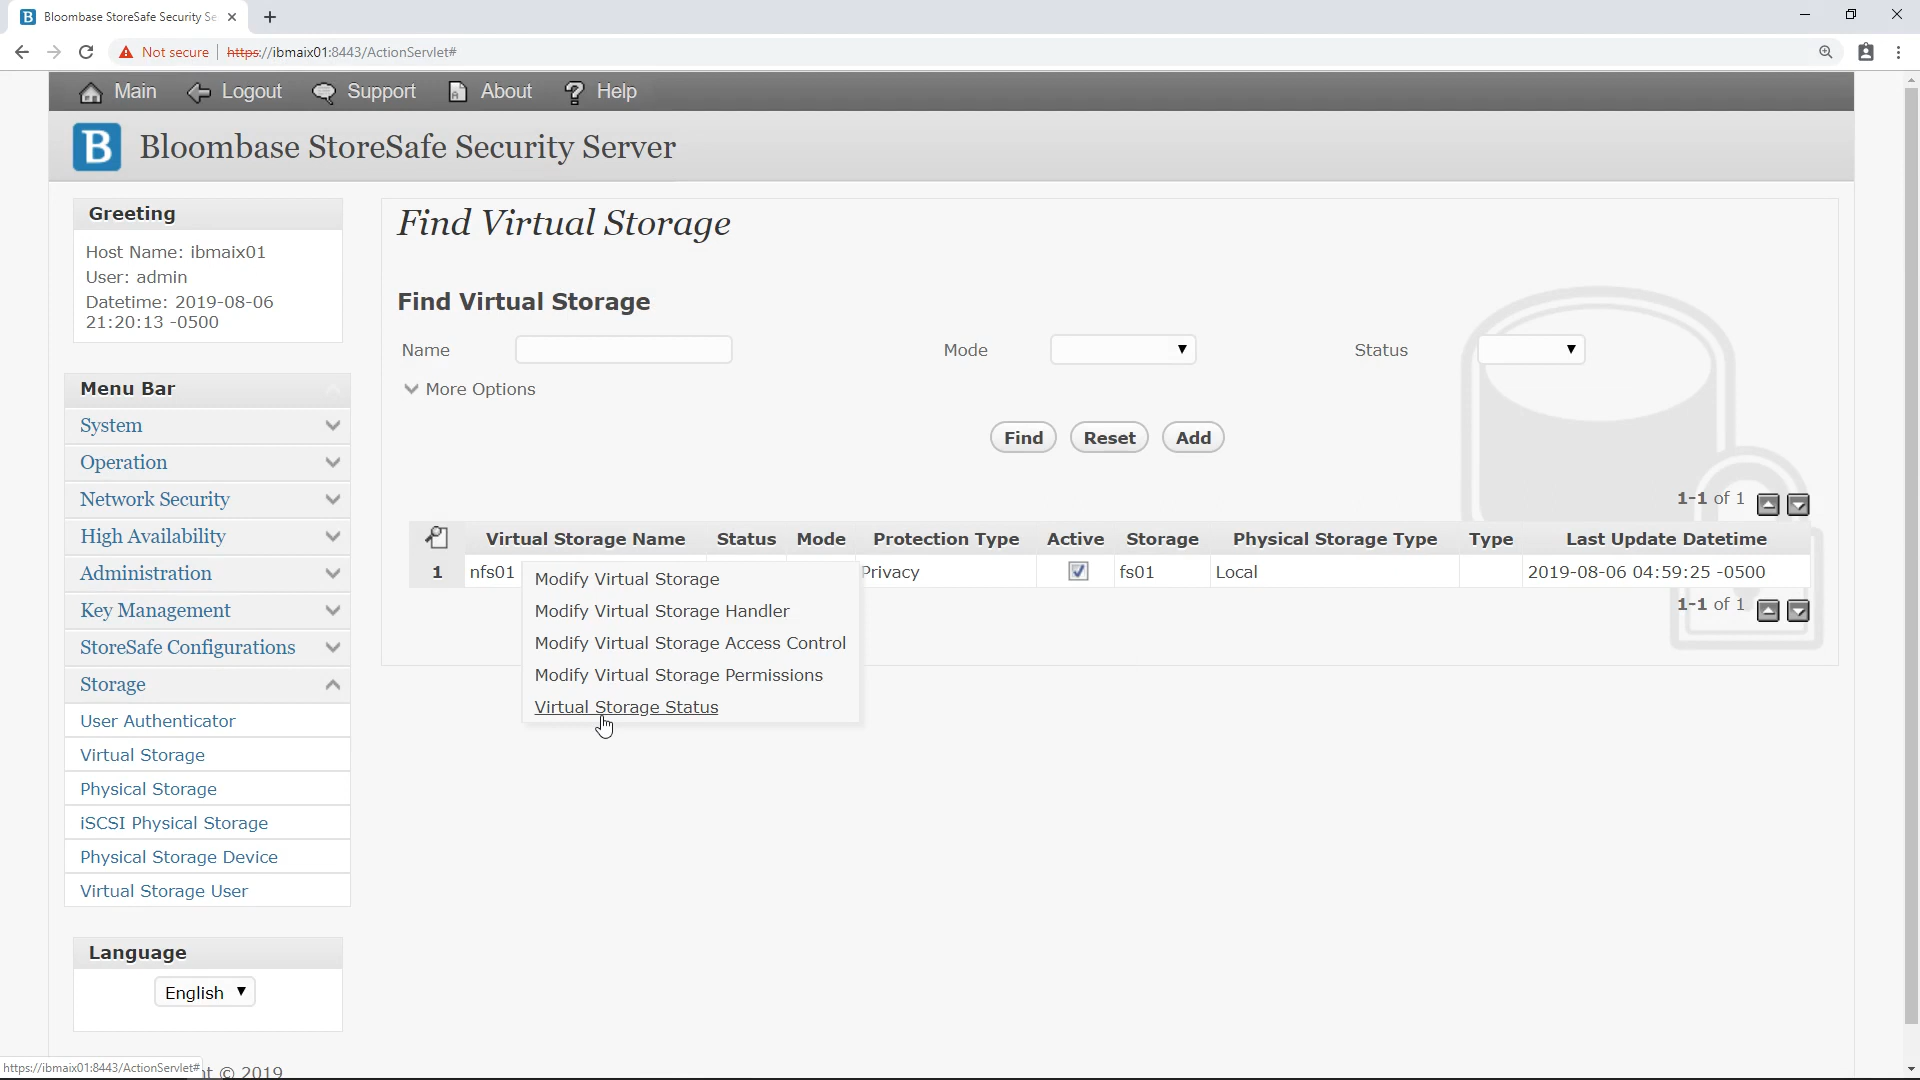 Bloombase StoreSafe Security Se
Not secure
https://ibmaix01:8443/ActionServlet#
Main
Logout
Support
About
Help
B
Bloombase StoreSafe Security Server
Greeting
Host Name: ibmaix01
User: admin
Datetime: 2019-08-06
21:20:13 -0500
Menu Bar
System
Operation
Network Security
High Availability
Administration
Key Management
StoreSafe Configurations
Storage
User Authenticator
Virtual Storage
Physical Storage
iSCSI Physical Storage
Physical Storage Device
Virtual Storage User
Language
English
Find Virtual Storage
Find Virtual Storage
Name
Mode
Status
More Options
Find
Reset
Add
1-1 of 1
Virtual Storage Name Status Mode Protection Type Active Storage Physical Storage Type Type Last Update Datetime
1 nfs01 Privacy fs01 Local 2019-08-06 04:59:25 -0500
1-1 of 1
Modify Virtual Storage
Modify Virtual Storage Handler
Modify Virtual Storage Access Control
Modify Virtual Storage Permissions
Virtual Storage Status
https://ibmaix01:8443/ActionServlet#
ht © 2019